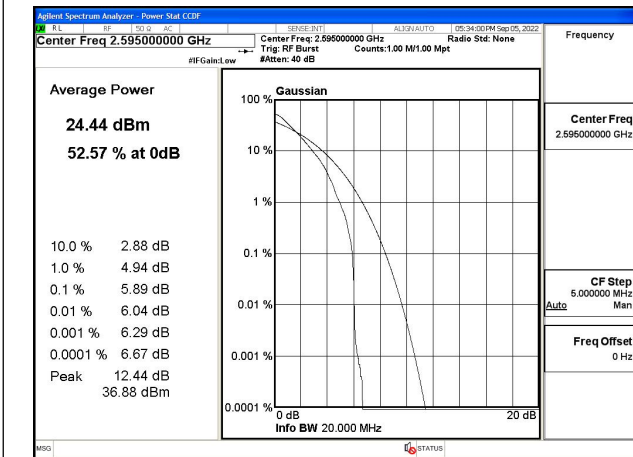 Agilent Spectrum Analyzer - Power Stat CCDF
LXI RL RF 50 Ω AC SENSE:INT ALIGNAUTO 05:34:00 PM Sep 05, 2022
Center Freq 2.595000000 GHz
Center Freq: 2.595000000 GHz Radio Std: None
Trig: RF Burst Counts:1.00 M/1.00 Mpt
#IFGain:Low #Atten: 40 dB
Frequency
Average Power
24.44 dBm
52.57 % at 0dB
10.0 % 2.88 dB
1.0 % 4.94 dB
0.1 % 5.89 dB
0.01 % 6.04 dB
0.001 % 6.29 dB
0.0001 % 6.67 dB
Peak 12.44 dB
36.88 dBm
Gaussian
100 %
10 %
1 %
0.1 %
0.01 %
0.001 %
0.0001 %
0 dB 20 dB
Info BW 20.000 MHz
Center Freq
2.595000000 GHz
CF Step
5.000000 MHz
Auto Man
Freq Offset
0 Hz
MSG STATUS